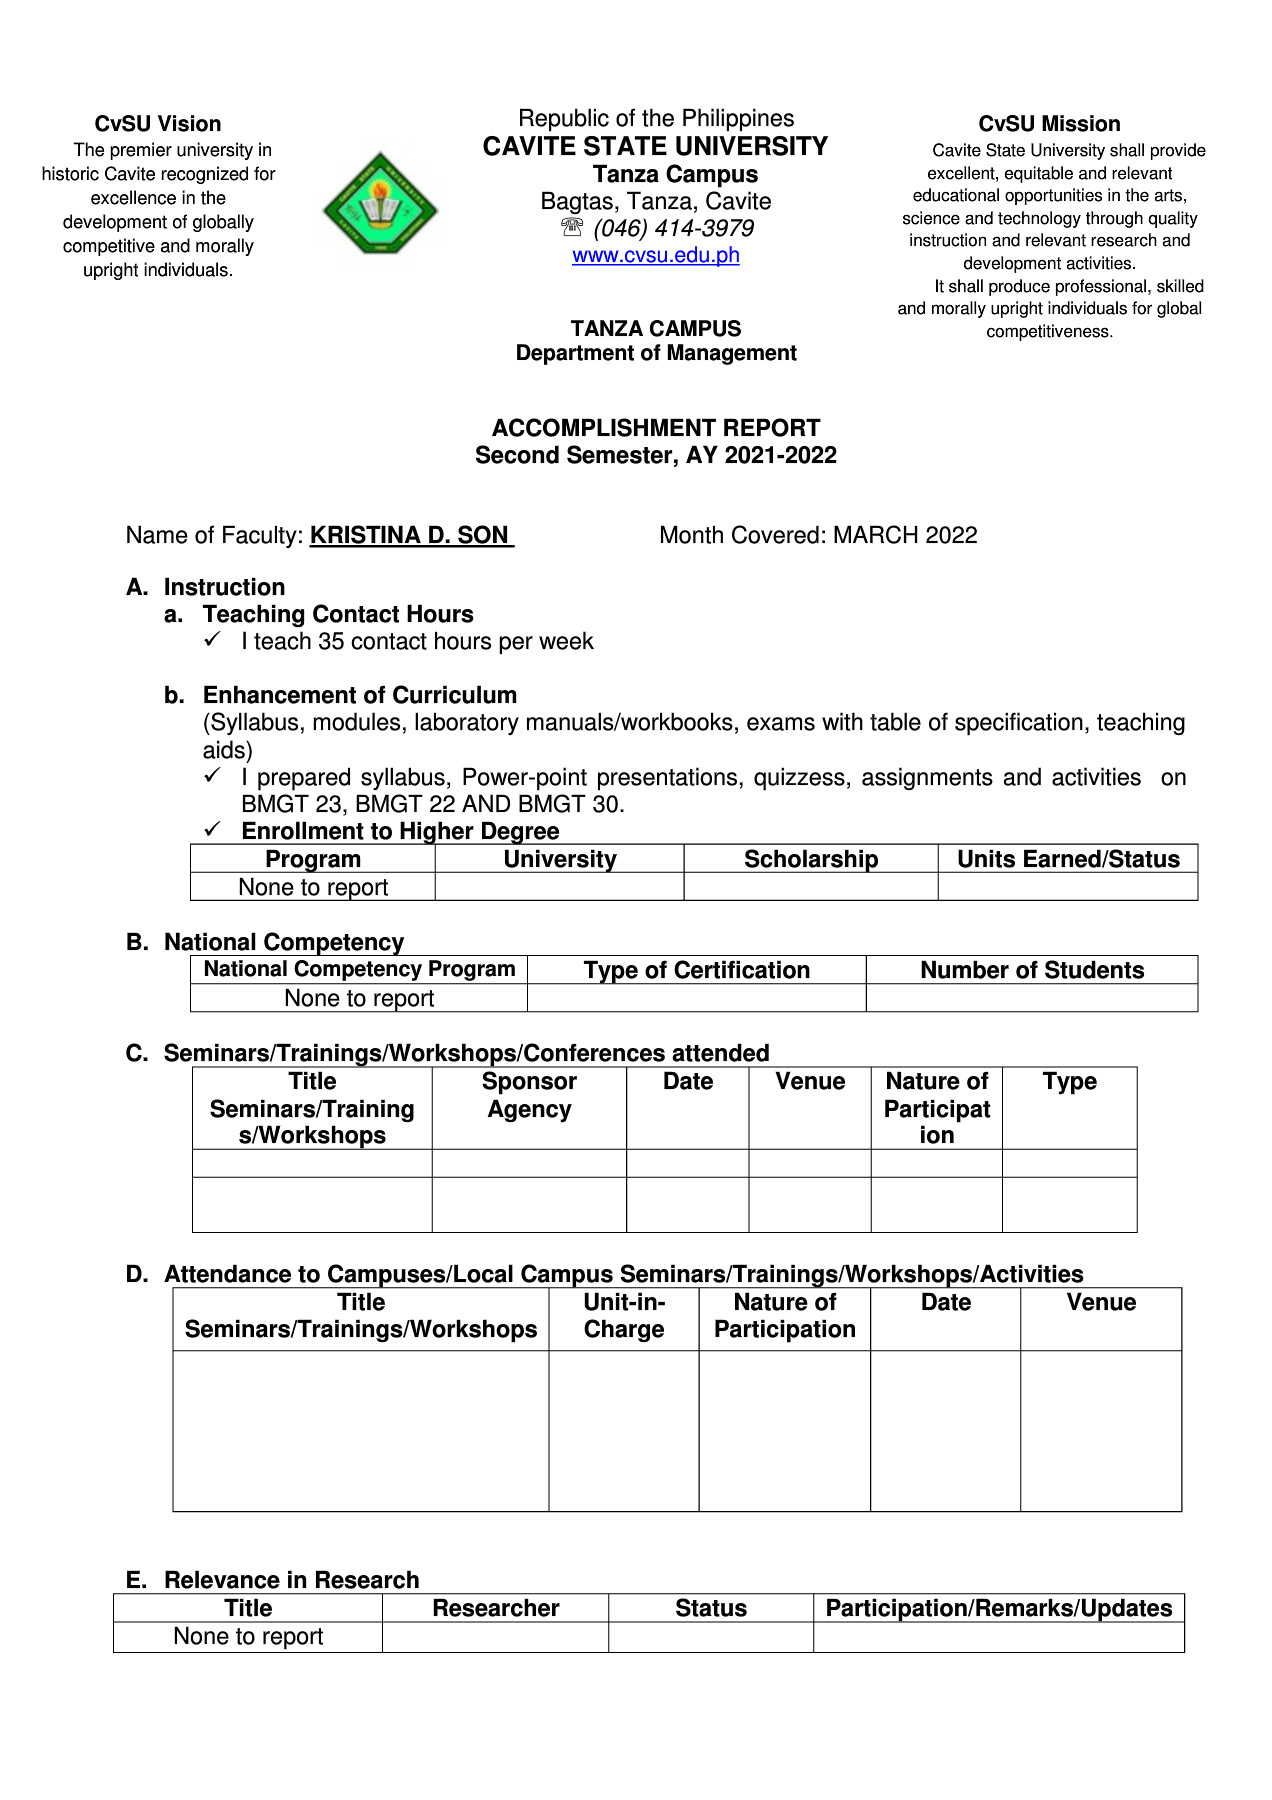 CvSU Vision
The premier university in
historic Cavite recognized for
excellence in the
development of globally
competitive and morally
upright individuals.
Republic of the Philippines
CAVITE STATE UNIVERSITY
Tanza Campus
Bagtas, Tanza, Cavite
☏ (046) 414-3979
www.cvsu.edu.ph
CvSU Mission
Cavite State University shall provide
excellent, equitable and relevant
educational opportunities in the arts,
science and technology through quality
instruction and relevant research and
development activities.
It shall produce professional, skilled
and morally upright individuals for global
competitiveness.
TANZA CAMPUS
Department of Management
ACCOMPLISHMENT REPORT
Second Semester, AY 2021-2022
Name of Faculty: KRISTINA D. SON Month Covered: MARCH 2022
A. Instruction
a. Teaching Contact Hours
✓ I teach 35 contact hours per week
b. Enhancement of Curriculum
(Syllabus, modules, laboratory manuals/workbooks, exams with table of specification, teaching
aids)
✓ I prepared syllabus, Power-point presentations, quizzess, assignments and activities on
BMGT 23, BMGT 22 AND BMGT 30.
✓ Enrollment to Higher Degree
Program University Scholarship Units Earned/Status
None to report
B. National Competency
National Competency Program Type of Certification Number of Students
None to report
C. Seminars/Trainings/Workshops/Conferences attended
Title Sponsor Date Venue Nature of Type
Seminars/Training Agency Participat
s/Workshops ion
D. Attendance to Campuses/Local Campus Seminars/Trainings/Workshops/Activities
Title Unit-in- Nature of Date Venue
Seminars/Trainings/Workshops Charge Participation
E. Relevance in Research
Title Researcher Status Participation/Remarks/Updates
None to report